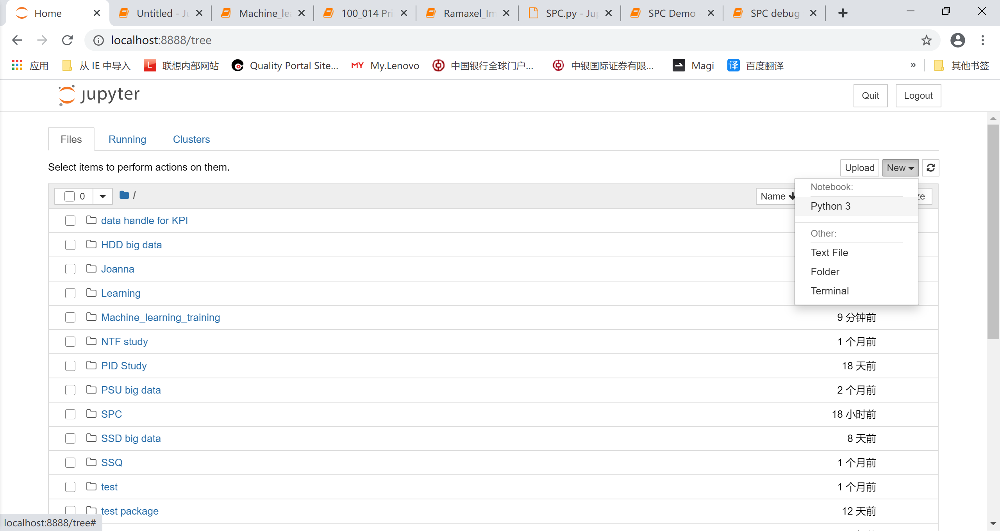 Home Untitled - Ju Machine_lea 100_014 Pri Ramaxel_Im SPC.py - Jup SPC Demo - SPC debug
localhost:8888/tree
应用 从 IE 中导入 联想内部网站 Quality Portal Site... MY My.Lenovo 中国银行全球门户... 中银国际证券有限... Magi 译 百度翻译 » 其他书签
jupyter Quit Logout
Files Running Clusters
Select items to perform actions on them. Upload New
0 / Name ze
Notebook:
Python 3
Other:
Text File
Folder
Terminal
data handle for KPI
HDD big data
Joanna
Learning
Machine_learning_training 9 分钟前
NTF study 1 个月前
PID Study 18 天前
PSU big data 2 个月前
SPC 18 小时前
SSD big data 8 天前
SSQ 1 个月前
test 1 个月前
test package 12 天前
localhost:8888/tree#